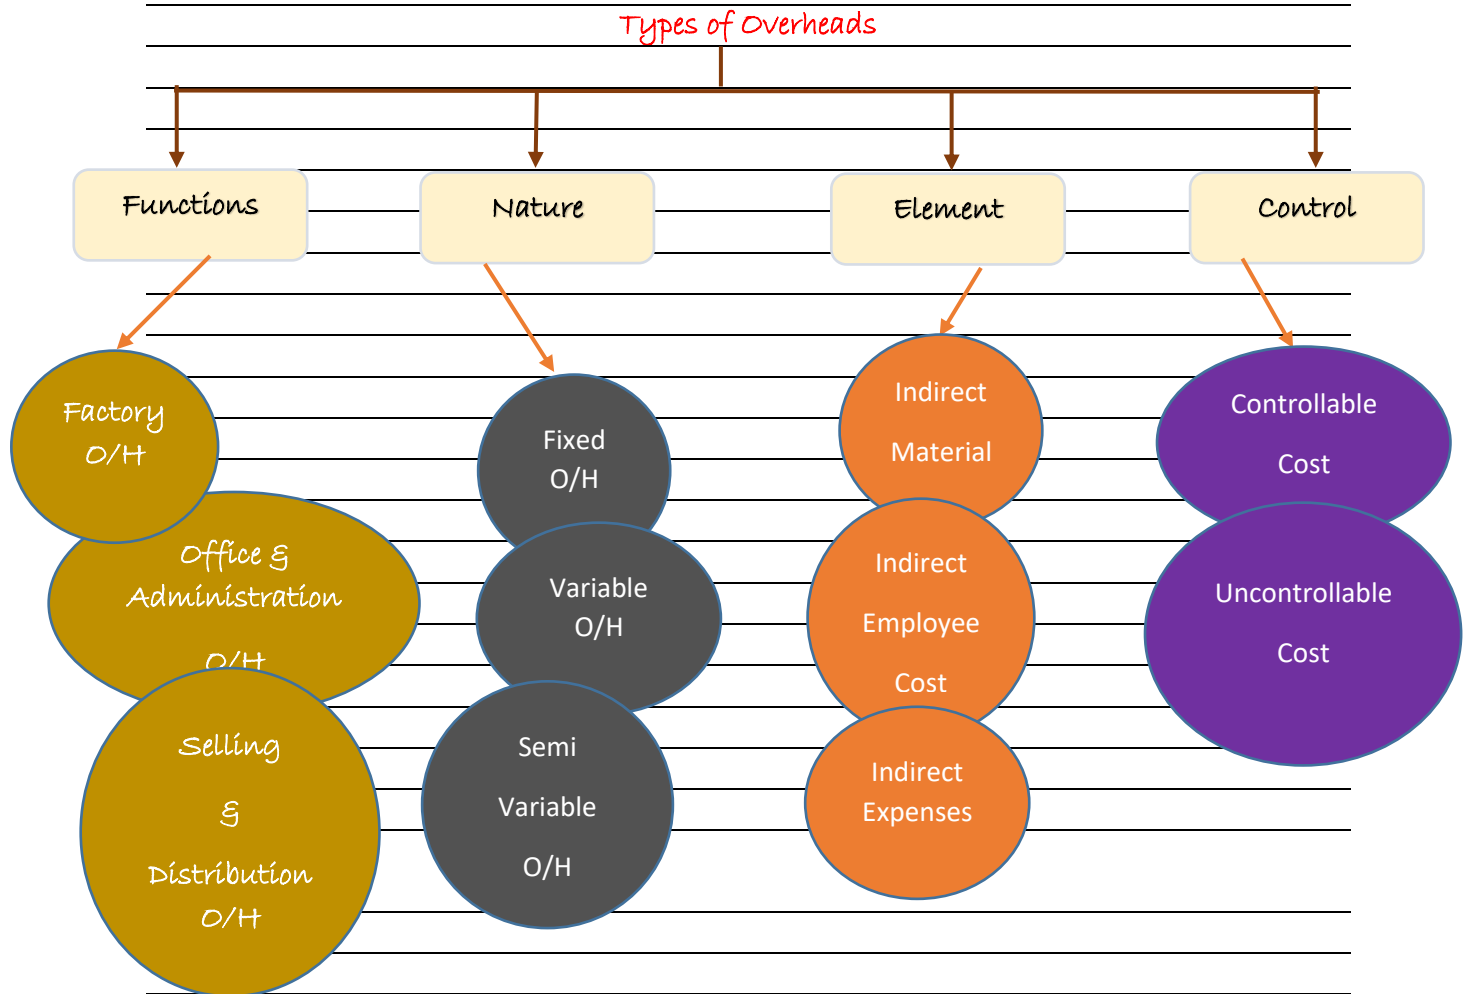 Types of Overheads
Functions
Nature
Element
Control
Factory
O/H
Office &
Administration
O/H
Selling
&
Distribution
O/H
Fixed
O/H
Variable
O/H
Semi
Variable
O/H
Indirect
Material
Indirect
Employee
Cost
Indirect
Expenses
Controllable
Cost
Uncontrollable
Cost